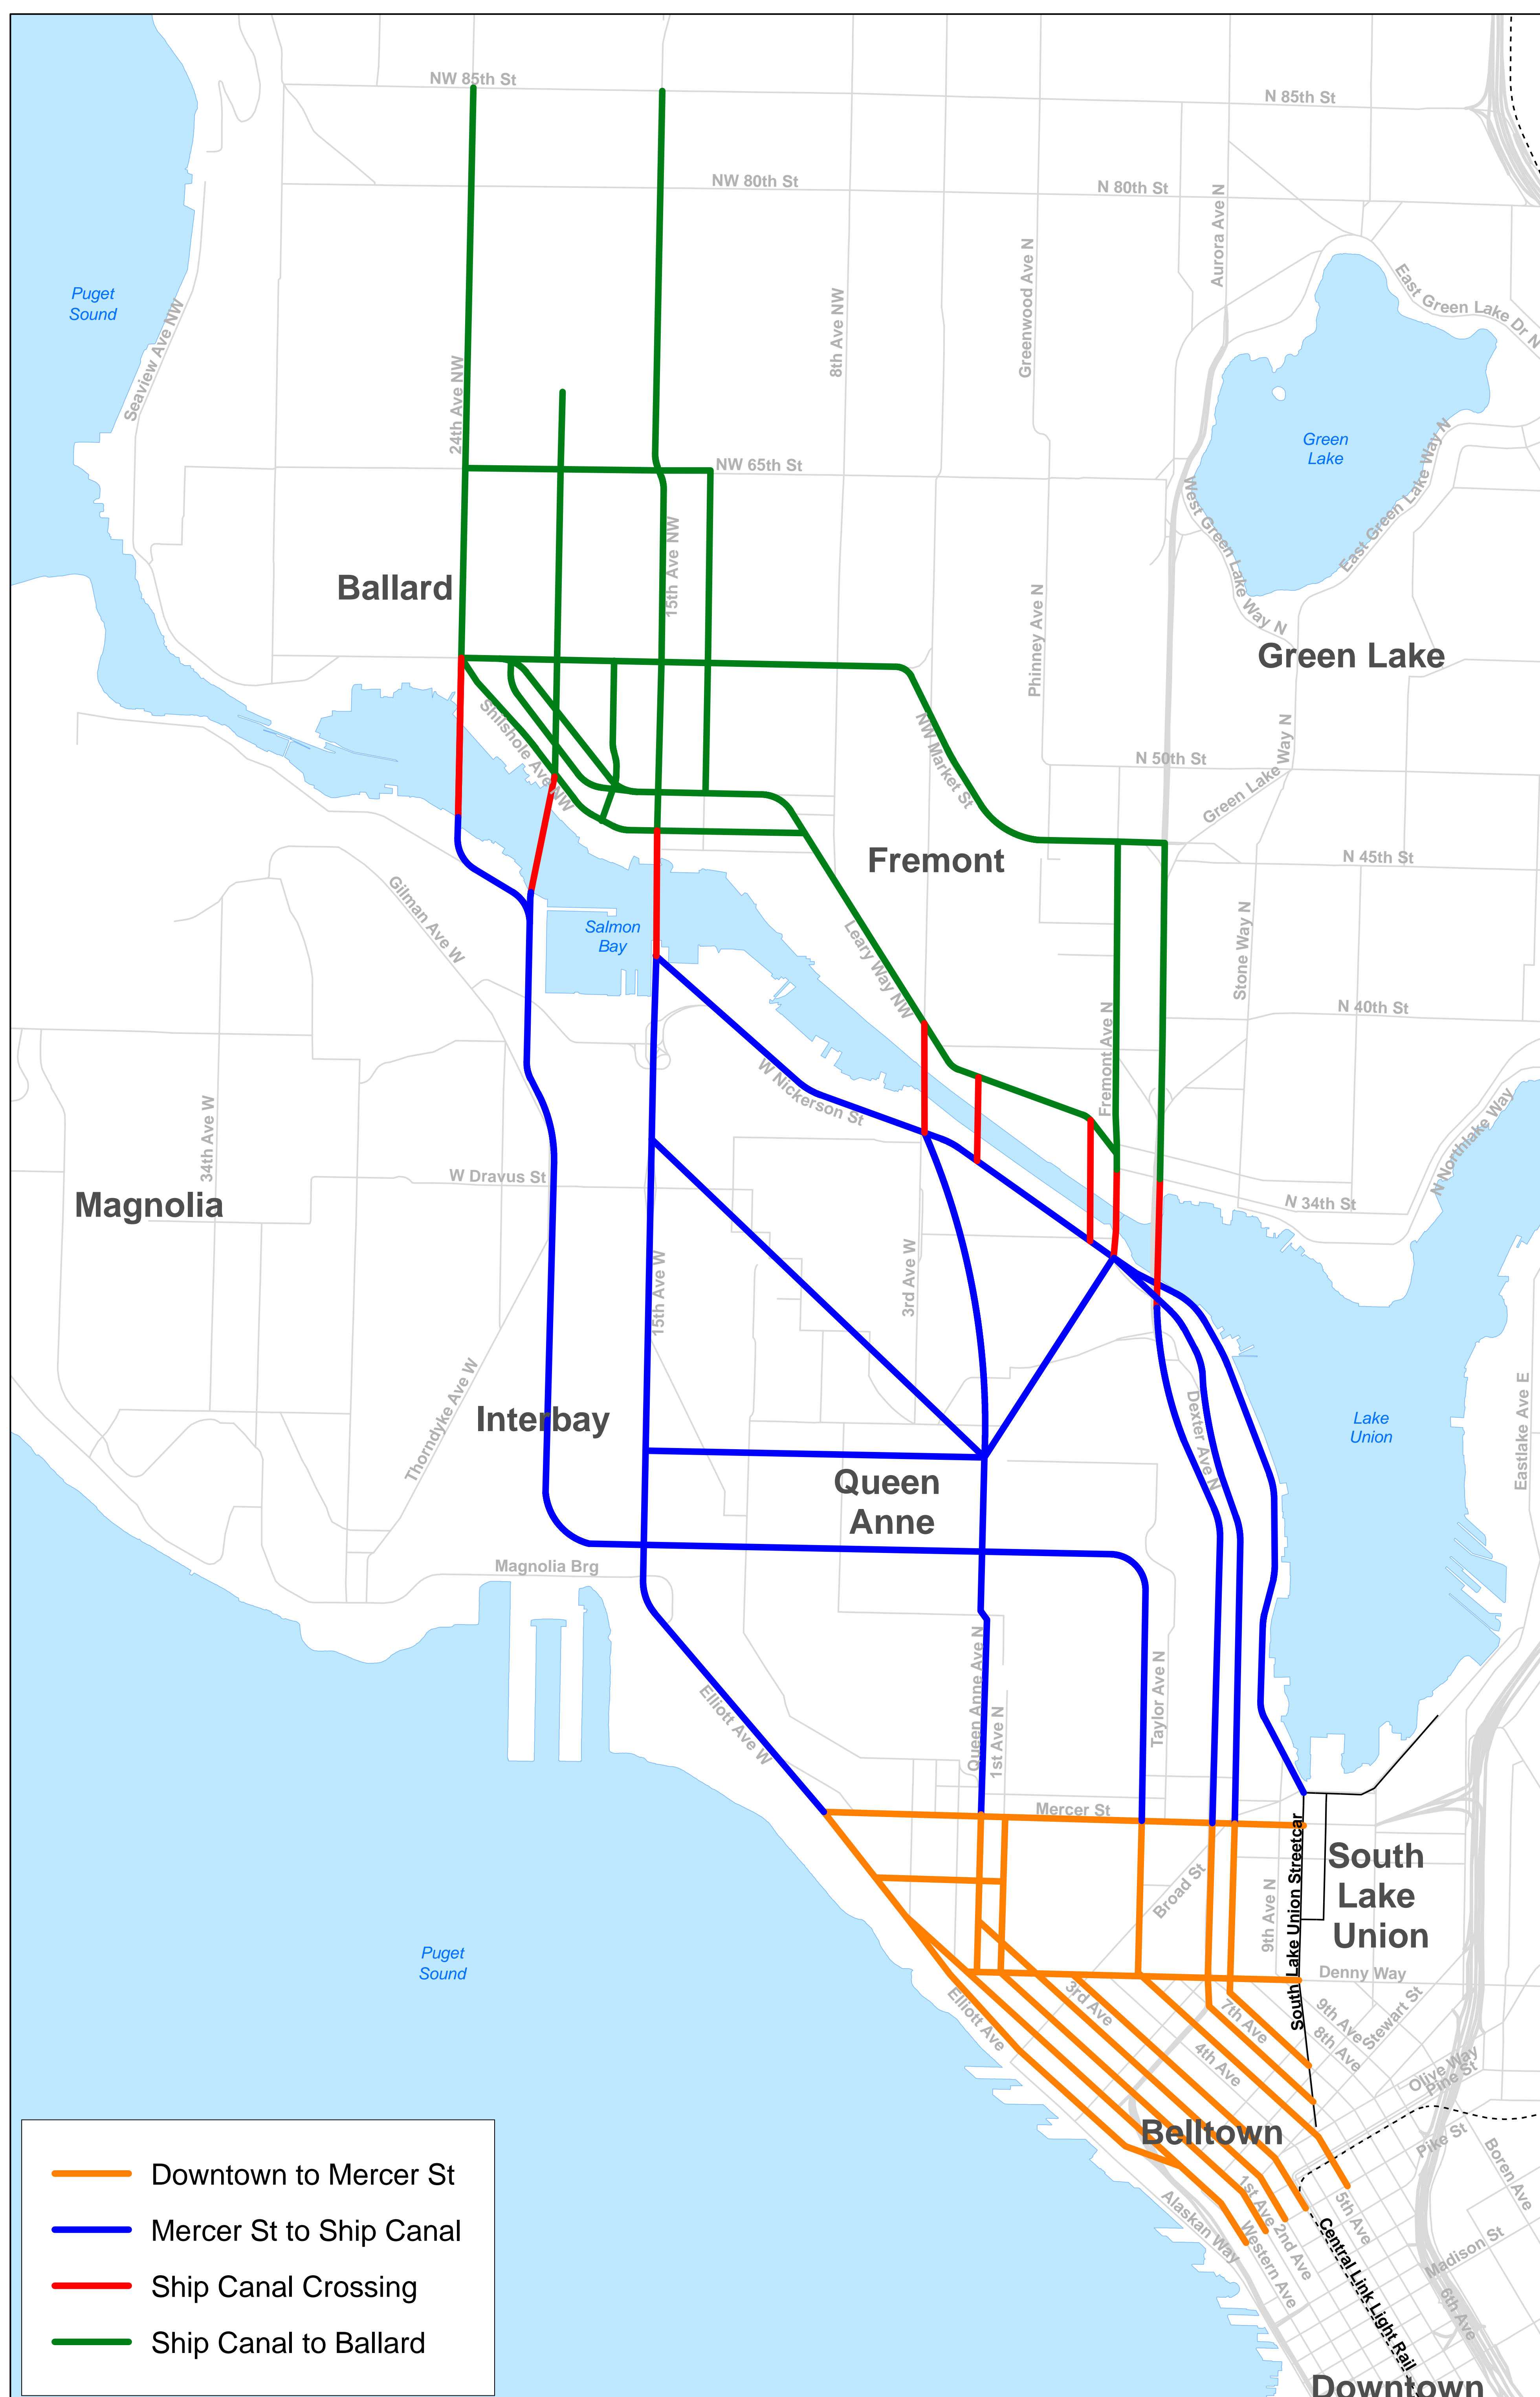 NW 85th St
N 85th St
NW 80th St
N 80th St
Aurora Ave N
Greenwood Ave N
8th Ave NW
East Green Lake Dr N
Puget
Sound
Seaview Ave NW
24th Ave NW
Green
Lake
NW 65th St
West Green Lake Way N
East Green Lake Way N
15th Ave NW
Ballard
Phinney Ave N
Green Lake
Shilshole Ave NW
NW Market St
N 50th St
Green Lake Way N
Fremont
N 45th St
Gilman Ave W
Salmon
Bay
Leary Way NW
Stone Way N
N 40th St
Fremont Ave N
W Nickerson St
34th Ave W
N Northlake Way
W Dravus St
Magnolia
N 34th St
3rd Ave W
15th Ave W
Thorndyke Ave W
Interbay
Dexter Ave N
Lake
Union
Eastlake Ave E
Queen
Anne
Magnolia Brg
Elliott Ave W
Queen Anne Ave N
1st Ave N
Taylor Ave N
Mercer St
South Lake Union Streetcar
South
Lake
Union
Broad St
9th Ave N
Puget
Sound
Denny Way
3rd Ave
Elliott Ave
7th Ave
9th Ave
8th Ave
Stewart St
4th Ave
Olive Way
Pine St
Belltown
Pike St
Boren Ave
Alaskan Way
1st Ave
2nd Ave
Western Ave
5th Ave
Madison St
Central Link Light Rail
6th Ave
Downtown
Downtown to Mercer St
Mercer St to Ship Canal
Ship Canal Crossing
Ship Canal to Ballard